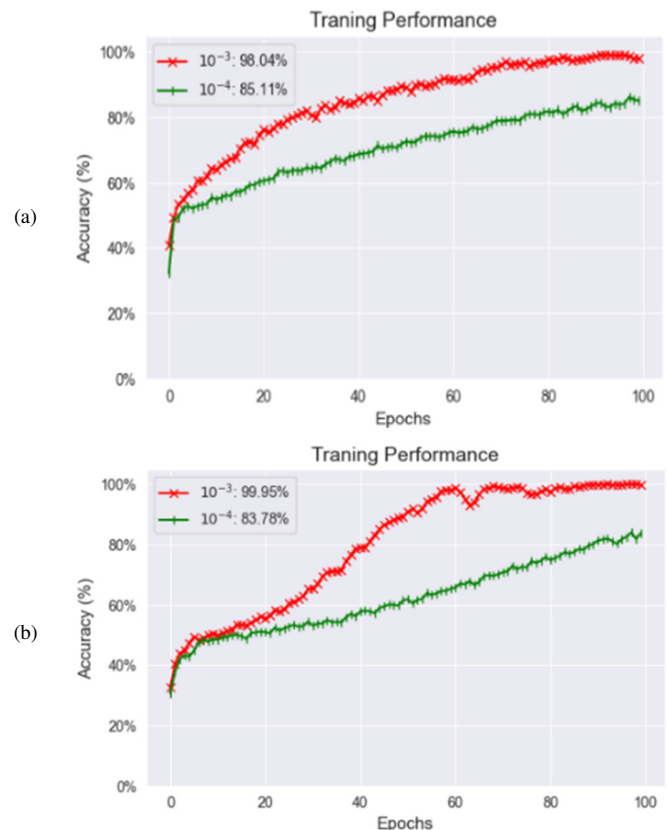 Traning Performance
100%
80%
60%
40%
20%
0%
Accuracy (%)
10⁻³: 98.04%
10⁻⁴: 85.11%
(a)
0 20 40 60 80 100
Epochs
Traning Performance
100%
80%
60%
40%
20%
0%
Accuracy (%)
10⁻³: 99.95%
10⁻⁴: 83.78%
(b)
0 20 40 60 80 100
Epochs